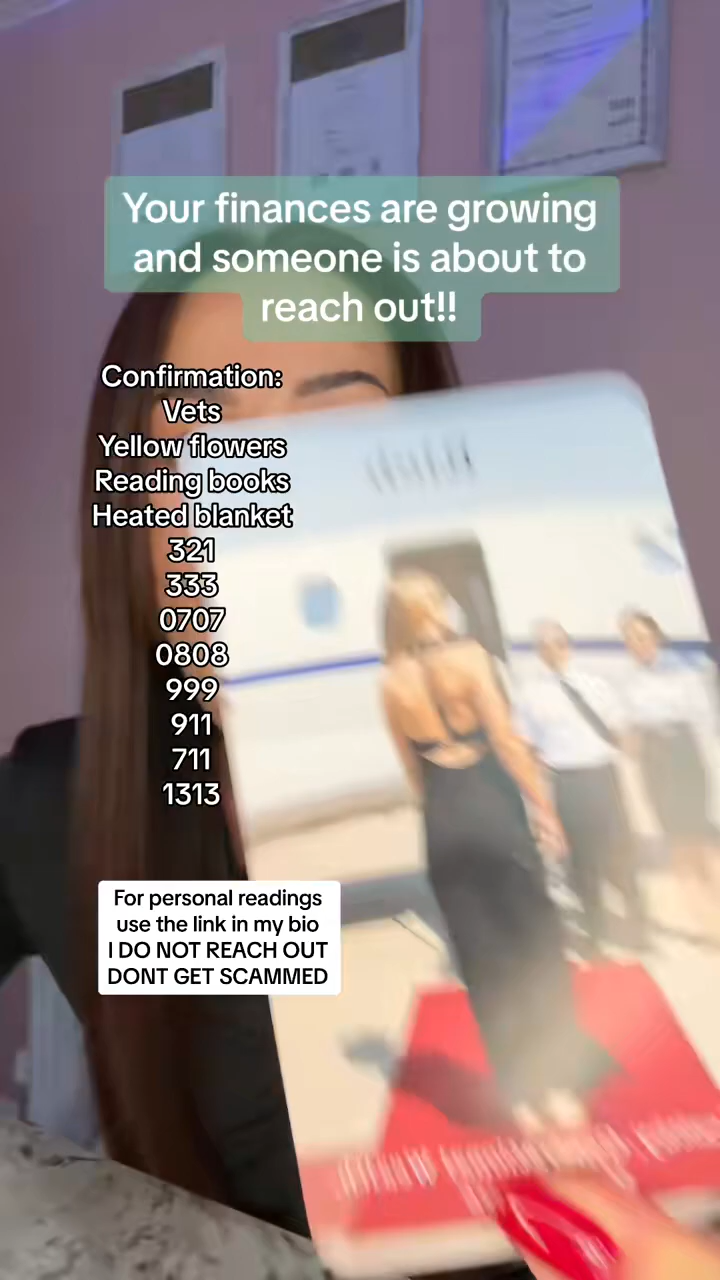 Your finances are growing
and someone is about to
reach out!!
Confirmation:
Vets
Yellow flowers
Reading books
Heated blanket
321
333
0707
0808
999
911
711
1313
For personal readings
use the link in my bio
I DO NOT REACH OUT
DONT GET SCAMMED